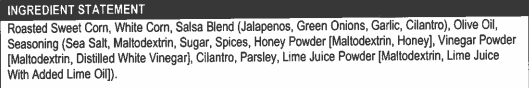 INGREDIENT STATEMENT
Roasted Sweet Corn, White Corn, Salsa Blend (Jalapenos, Green Onions, Garlic, Cilantro), Olive Oil,
Seasoning (Sea Salt, Maltodextrin, Sugar, Spices, Honey Powder [Maltodextrin, Honey], Vinegar Powder
[Maltodextrin, Distilled White Vinegar], Cilantro, Parsley, Lime Juice Powder [Maltodextrin, Lime Juice
With Added Lime Oil]).